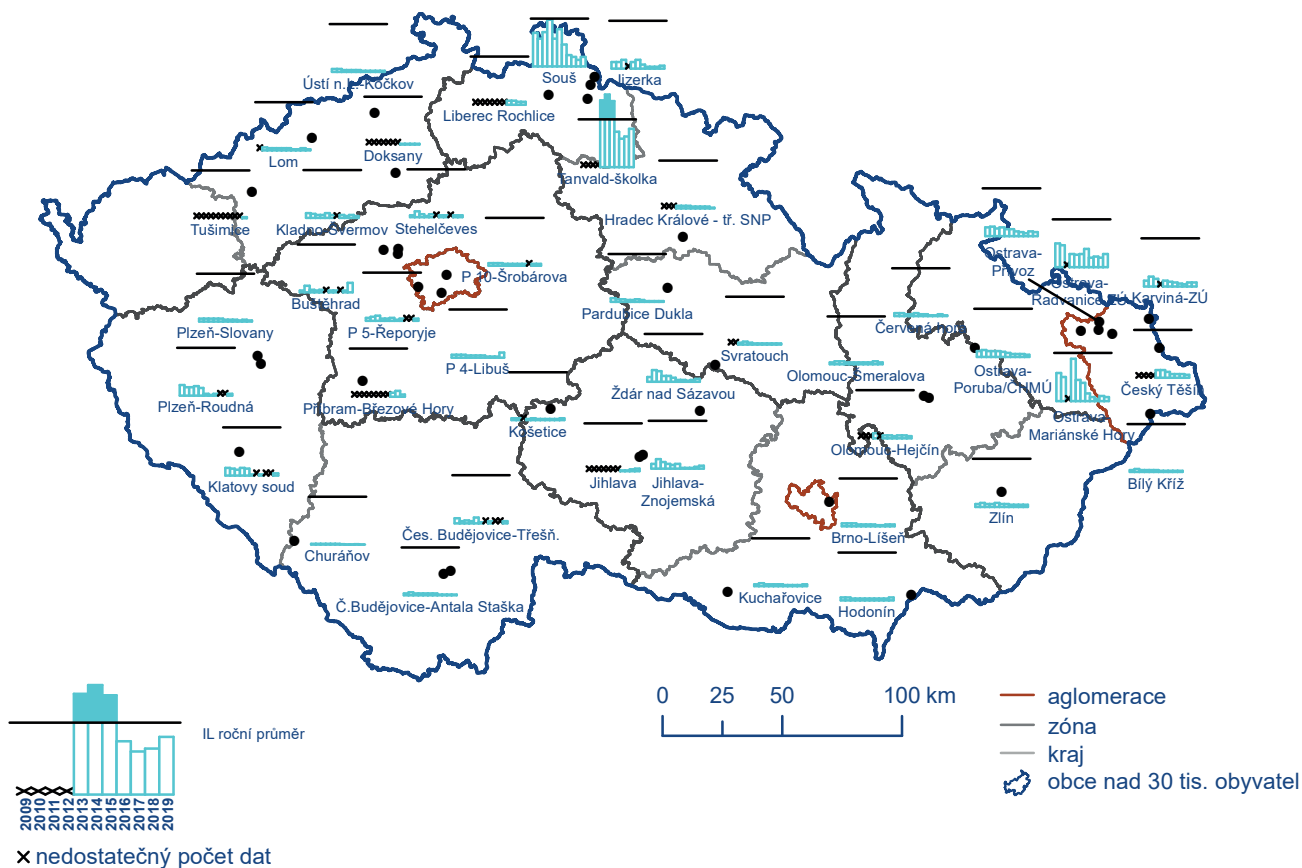 Ústí n.L.-Kočkov
Souš
Jizerka
Liberec Rochlice
Lom
Doksany
Tanvald-školka
Tušimice
Kladno-Švermov
Stehelčeves
Hradec Králové - tř. SNP
Ostrava-
Přívoz
P 10-Šrobárova
Ostrava-
Radvanice ZÚ
Karviná-ZÚ
Buštěhrad
Pardubice Dukla
Plzeň-Slovany
P 5-Řeporyje
Červená hora
Svratouch
P 4-Libuš
Olomouc-Šmeralova
Ostrava-
Poruba/ČHMÚ
Český Těšín
Ždár nad Sázavou
Plzeň-Roudná
Příbram-Březové Hory
Ostrava-
Mariánské Hory
Košetice
Olomouc-Hejčín
Klatovy soud
Jihlava
Jihlava-
Znojemská
Bílý Kříž
Zlín
Churáňov
Čes. Budějovice-Třešň.
Brno-Líšeň
Č.Budějovice-Antala Staška
Kuchařovice
Hodonín
0 25 50 100 km
aglomerace
zóna
kraj
obce nad 30 tis. obyvatel
IL roční průměr
2009
2010
2011
2012
2013
2014
2015
2016
2017
2018
2019
nedostatečný počet dat